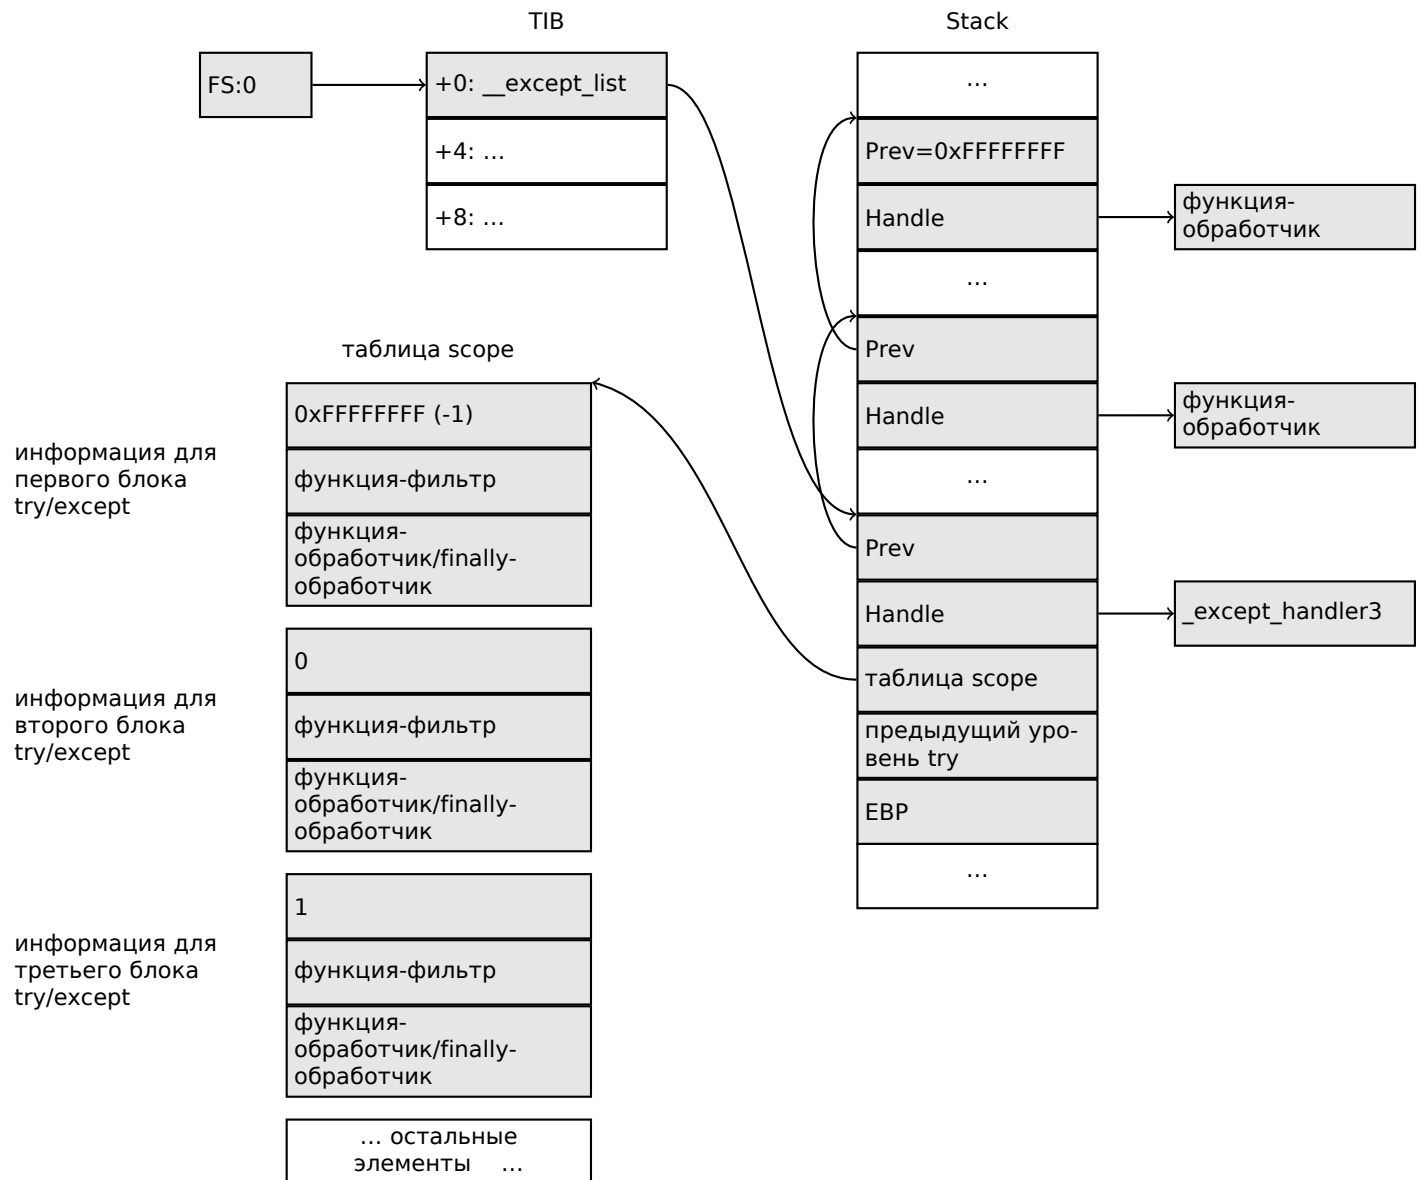 TIB
Stack
FS:0
+0: __except_list
+4: ...
+8: ...
...
Prev=0xFFFFFFFF
Handle
функция-
обработчик
...
Prev
Handle
функция-
обработчик
...
Prev
Handle
_except_handler3
таблица scope
предыдущий уро-
вень try
EBP
...
таблица scope
информация для
первого блока
try/except
0xFFFFFFFF (-1)
функция-фильтр
функция-
обработчик/finally-
обработчик
информация для
второго блока
try/except
0
функция-фильтр
функция-
обработчик/finally-
обработчик
информация для
третьего блока
try/except
1
функция-фильтр
функция-
обработчик/finally-
обработчик
... остальные
элементы ...